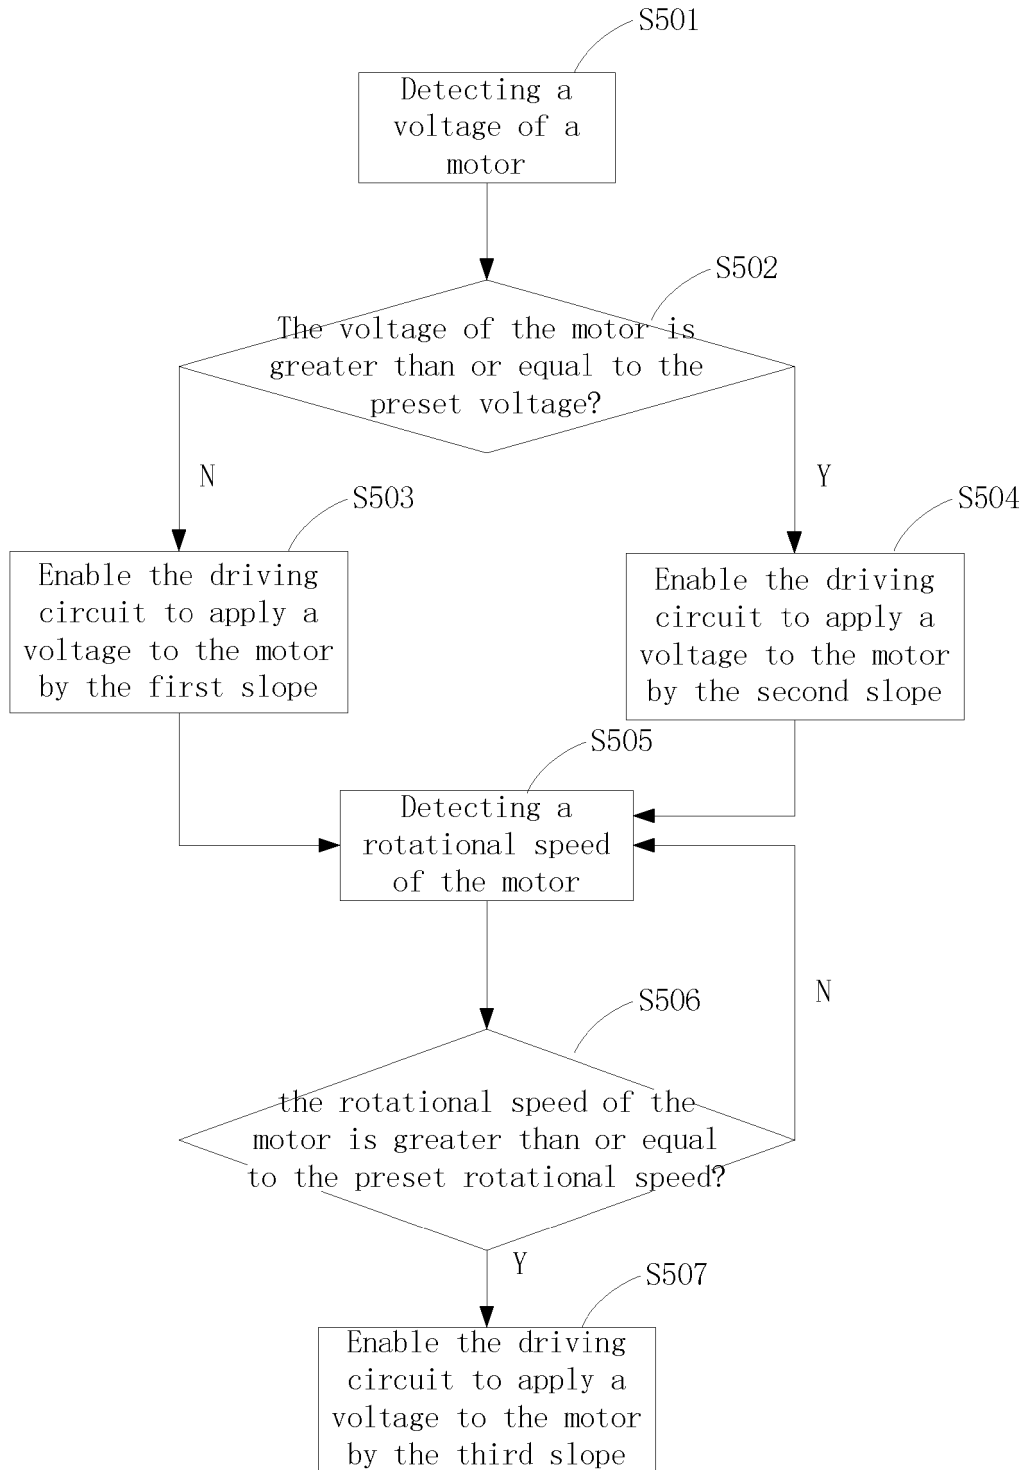 S501
Detecting a
voltage of a
motor
S502
The voltage of the motor is
greater than or equal to the
preset voltage?
N
Y
S503
S504
Enable the driving
circuit to apply a
voltage to the motor
by the first slope
Enable the driving
circuit to apply a
voltage to the motor
by the second slope
S505
Detecting a
rotational speed
of the motor
N
S506
the rotational speed of the
motor is greater than or equal
to the preset rotational speed?
Y
S507
Enable the driving
circuit to apply a
voltage to the motor
by the third slope